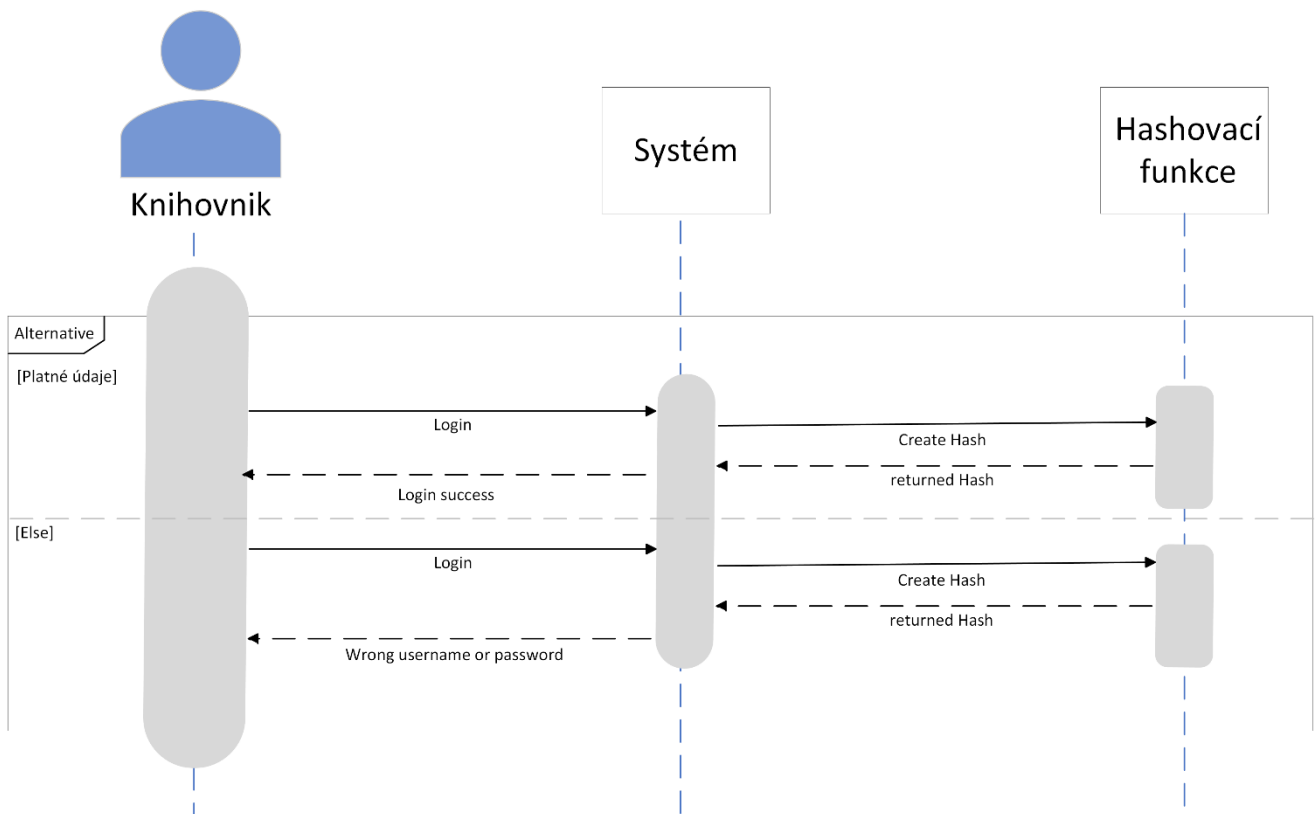 Knihovnik
Systém
Hashovací
funkce
Alternative
[Platné údaje]
Login
Create Hash
returned Hash
Login success
[Else]
Login
Create Hash
returned Hash
Wrong username or password